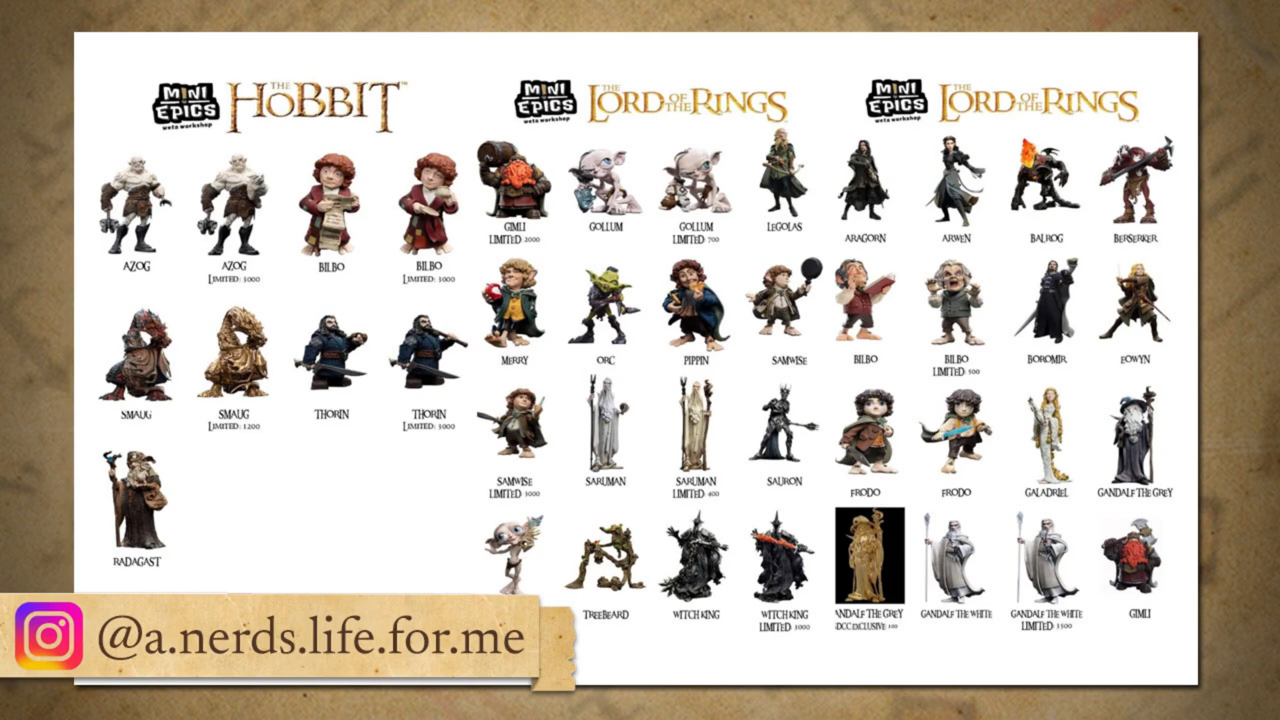 MINI EPICS weta workshop THE HOBBIT™
MINI EPICS weta workshop THE LORD OF THE RINGS
MINI EPICS weta workshop THE LORD OF THE RINGS
AZOG
AZOG
LIMITED: 3000
BILBO
BILBO
LIMITED: 3000
SMAUG
SMAUG
LIMITED: 1200
THORIN
THORIN
LIMITED: 3000
RADAGAST
GIMLI
LIMITED 2000
GOLLUM
GOLLUM
LIMITED: 700
LEGOLAS
MERRY
ORC
PIPPIN
SAMWISE
SAMWISE
LIMITED 3000
SARUMAN
SARUMAN
LIMITED: 400
SAURON
TREEBEARD
WITCH KING
WITCH KING
LIMITED: 3000
ARAGORN
ARWEN
BALROG
BERSERKER
BILBO
BILBO
LIMITED: 500
BOROMIR
EOWYN
FRODO
FRODO
GALADRIEL
GANDALF THE GREY
ANDALF THE GREY
SDCC EXCLUSIVE
GANDALF THE WHITE
GANDALF THE WHITE
LIMITED: 3500
GIMLI
@a.nerds.life.for.me